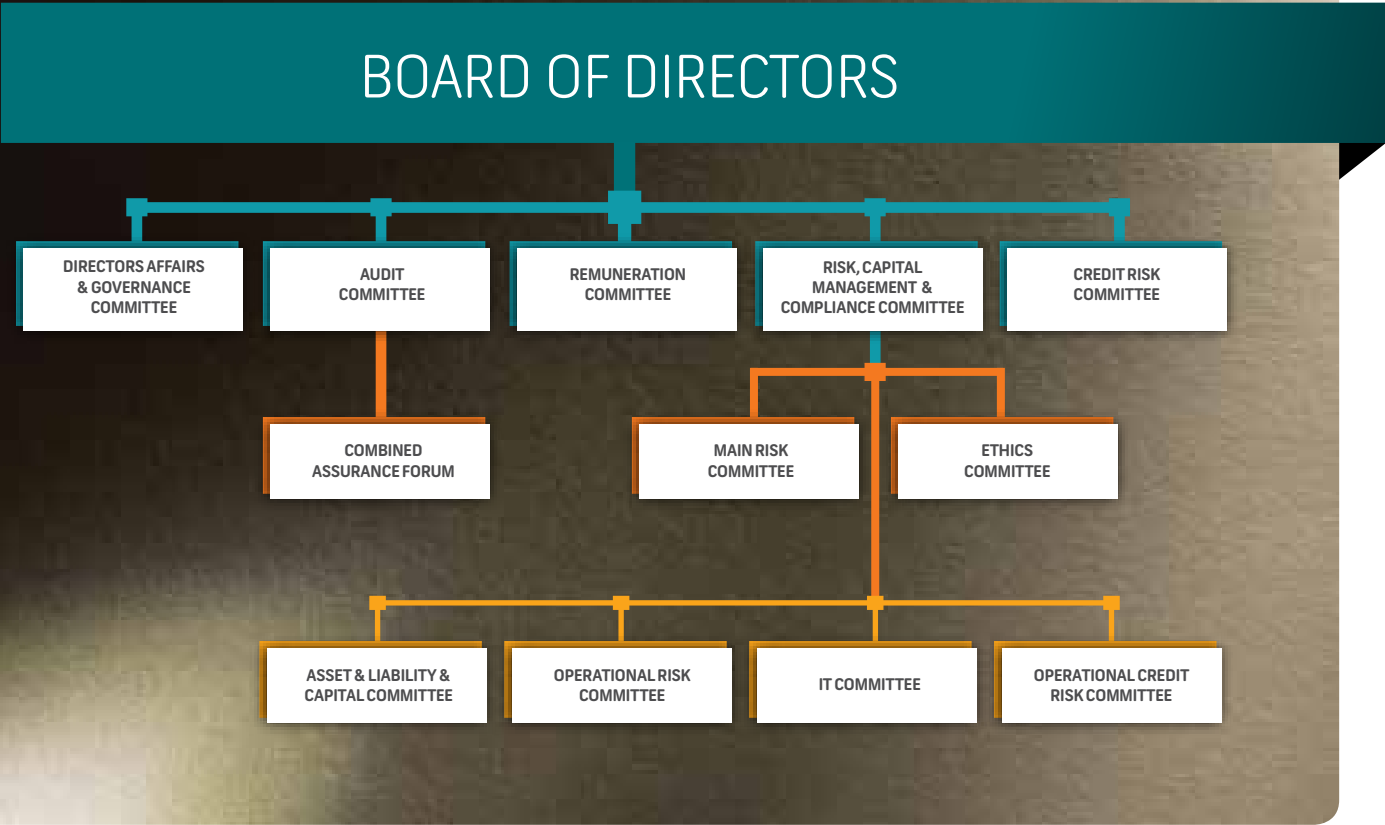 BOARD OF DIRECTORS
DIRECTORS AFFAIRS
& GOVERNANCE
COMMITTEE
AUDIT
COMMITTEE
REMUNERATION
COMMITTEE
RISK, CAPITAL
MANAGEMENT &
COMPLIANCE COMMITTEE
CREDIT RISK
COMMITTEE
COMBINED
ASSURANCE FORUM
MAIN RISK
COMMITTEE
ETHICS
COMMITTEE
ASSET & LIABILITY &
CAPITAL COMMITTEE
OPERATIONAL RISK
COMMITTEE
IT COMMITTEE
OPERATIONAL CREDIT
RISK COMMITTEE